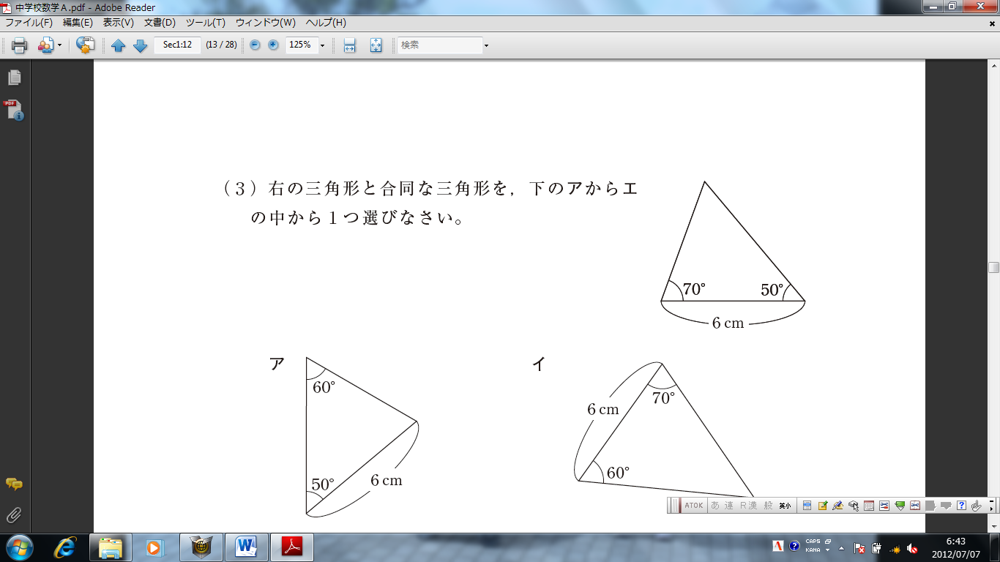 中学校数学A.pdf - Adobe Reader
ファイル(F) 編集(E) 表示(V) 文書(D) ツール(T) ウィンドウ(W) ヘルプ(H)
Sec1:12 (13 / 28) 125% 検索
（３）右の三角形と合同な三角形を，下のアからエ
の中から１つ選びなさい。
70° 50°
6 cm
ア
60°
50°
6 cm
イ
70°
6 cm
60°
ATOK あ 連 R漢 般 英小
CAPS
KANA
6:43
2012/07/07